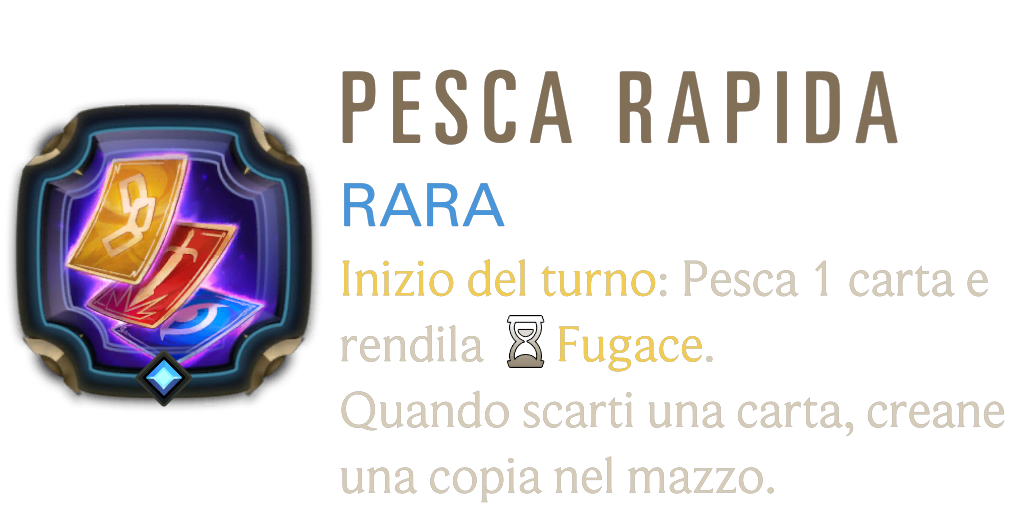 PESCA RAPIDA
RARA
Inizio del turno: Pesca 1 carta e
rendila Fugace.
Quando scarti una carta, creane
una copia nel mazzo.